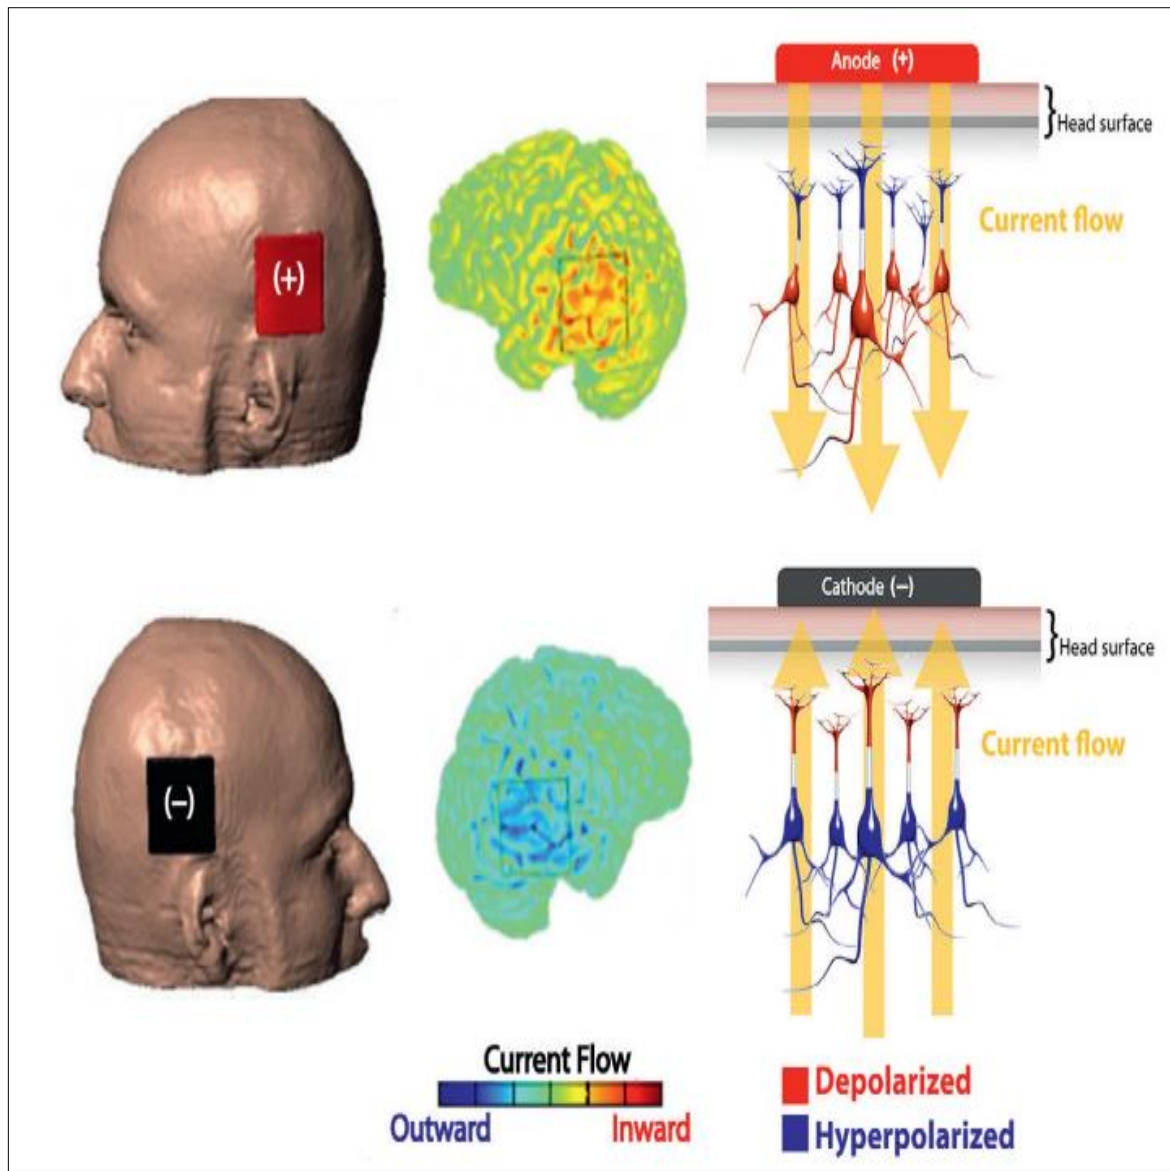 Anode (+)
Head surface
(+)
Current flow
Cathode (–)
Head surface
(–)
Current flow
Current Flow
Outward Inward
Depolarized
Hyperpolarized